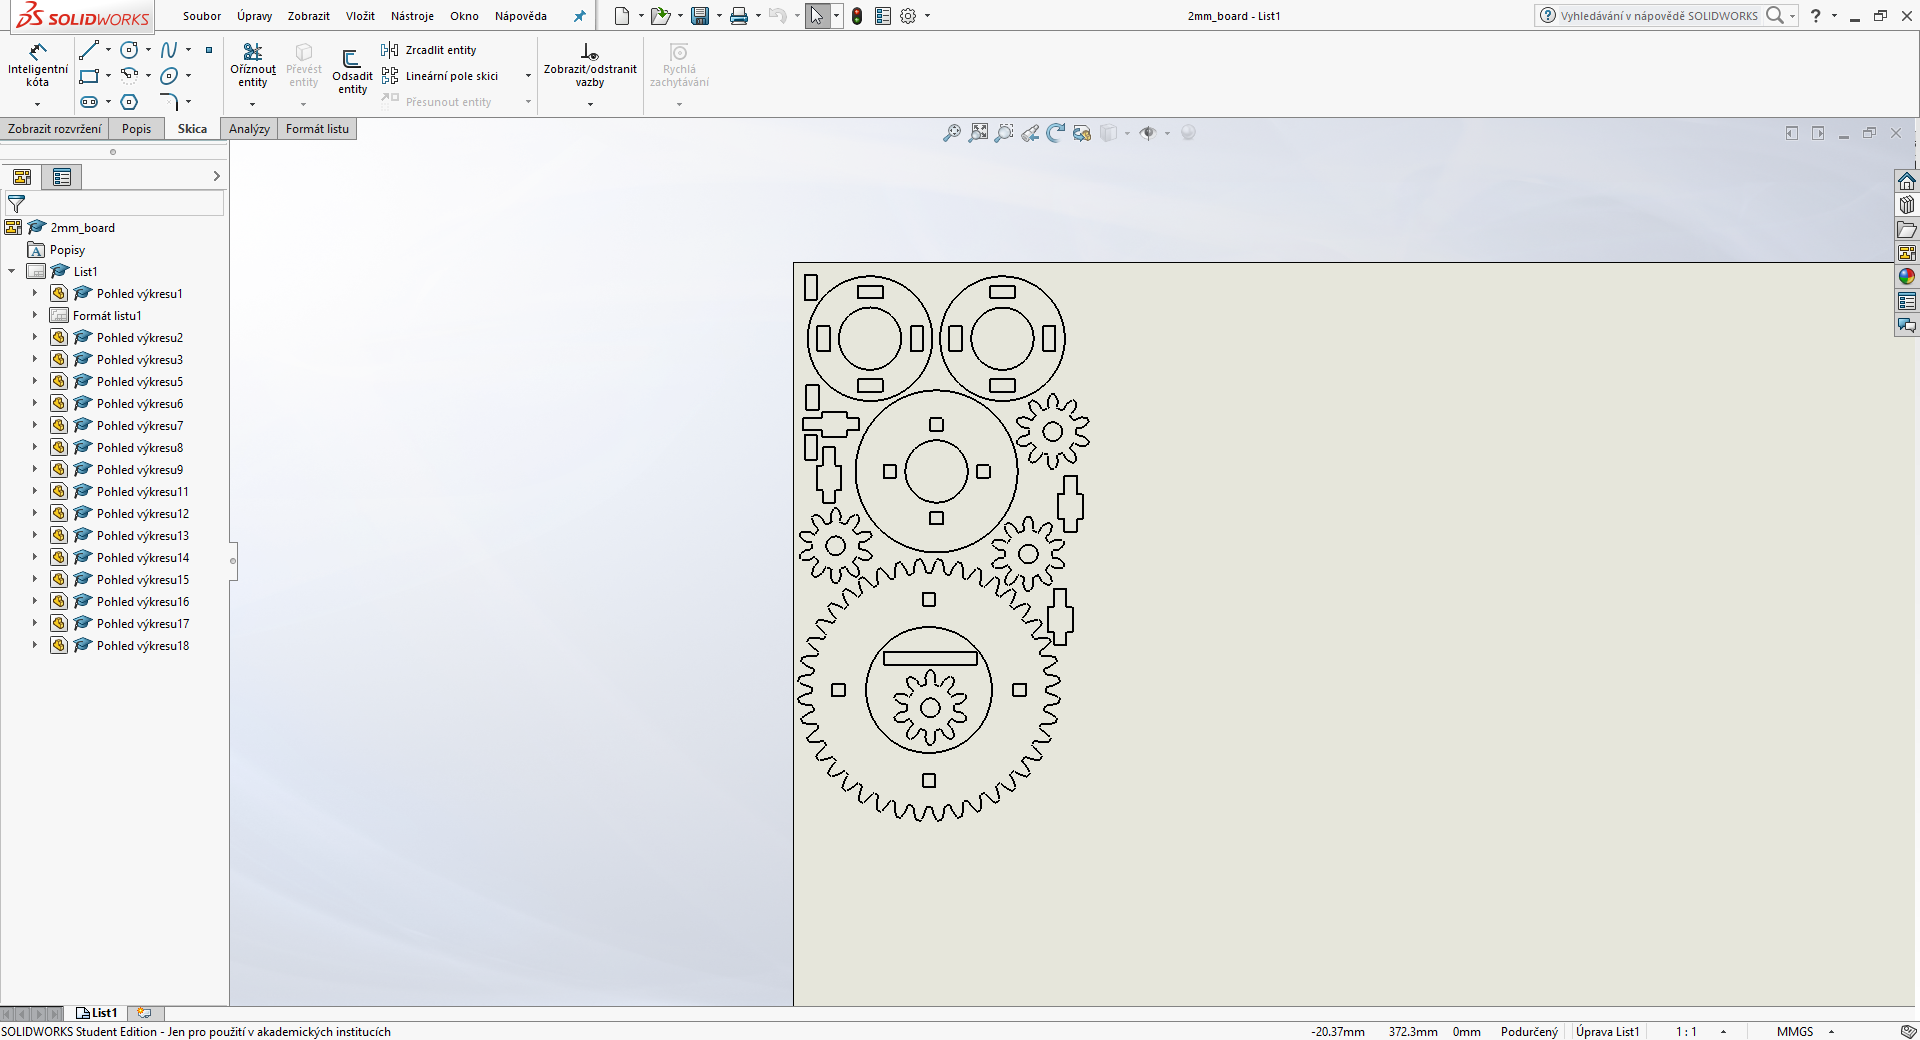 SOLIDWORKS
Soubor Úpravy Zobrazit Vložit Nástroje Okno Nápověda
2mm_board - List1
Vyhledávání v nápovědě SOLIDWORKS
Inteligentní kóta
Oříznout entity
Převést entity
Odsadit entity
Zrcadlit entity
Lineární pole skici
Přesunout entity
Zobrazit/odstranit vazby
Rychlá zachytávání
Zobrazit rozvržení Popis Skica Analýzy Formát listu
2mm_board
A Popisy
List1
Pohled výkresu1
Formát listu1
Pohled výkresu2
Pohled výkresu3
Pohled výkresu5
Pohled výkresu6
Pohled výkresu7
Pohled výkresu8
Pohled výkresu9
Pohled výkresu11
Pohled výkresu12
Pohled výkresu13
Pohled výkresu14
Pohled výkresu15
Pohled výkresu16
Pohled výkresu17
Pohled výkresu18
List1
SOLIDWORKS Student Edition - Jen pro použití v akademických institucích
-20.37mm 372.3mm 0mm Podurčený Úprava List1 1 : 1 MMGS